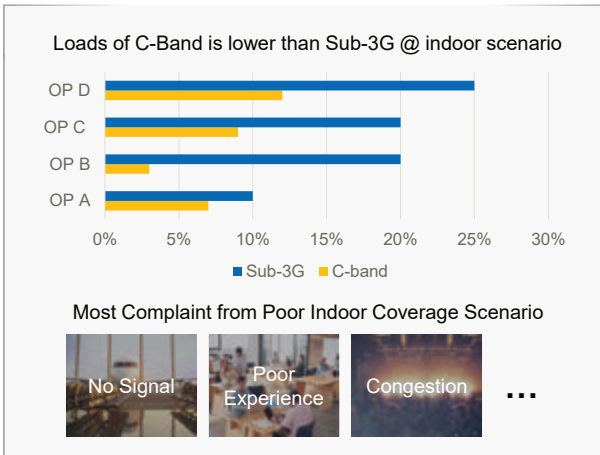 Loads of C-Band is lower than Sub-3G @ indoor scenario
OP D
OP C
OP B
OP A
0% 5% 10% 15% 20% 25% 30%
Sub-3G C-band
Most Complaint from Poor Indoor Coverage Scenario
No Signal
Poor
Experience
Congestion
...